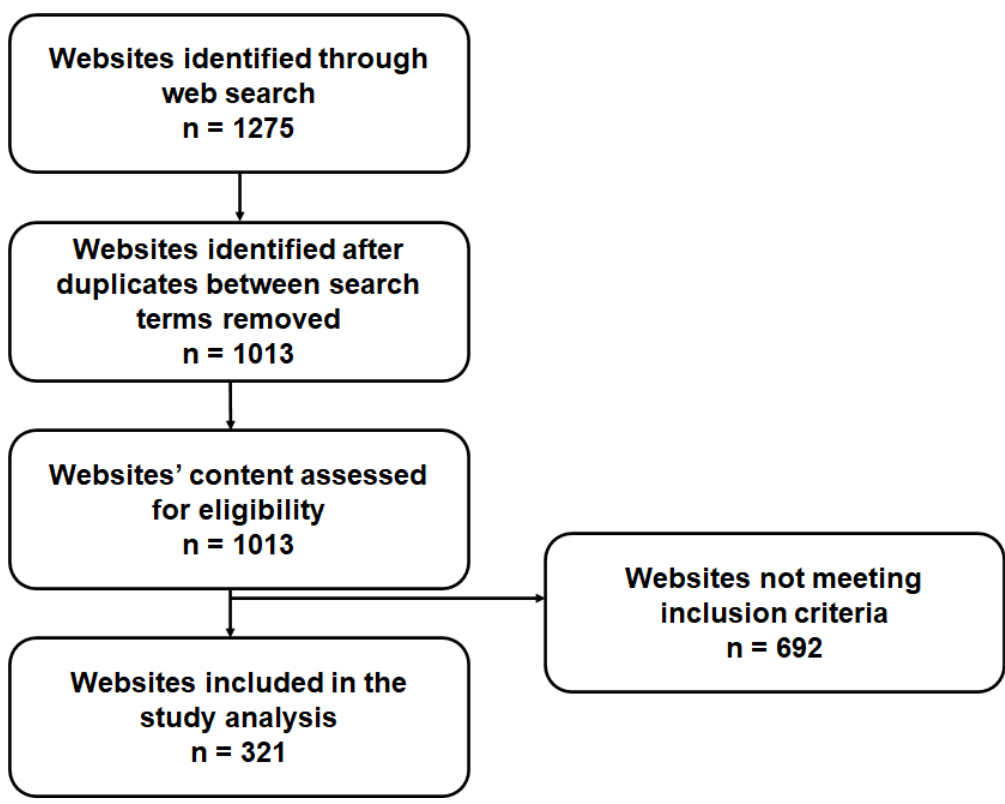 Websites identified through
web search
n = 1275
Websites identified after
duplicates between search
terms removed
n = 1013
Websites’ content assessed
for eligibility
n = 1013
Websites not meeting
inclusion criteria
n = 692
Websites included in the
study analysis
n = 321